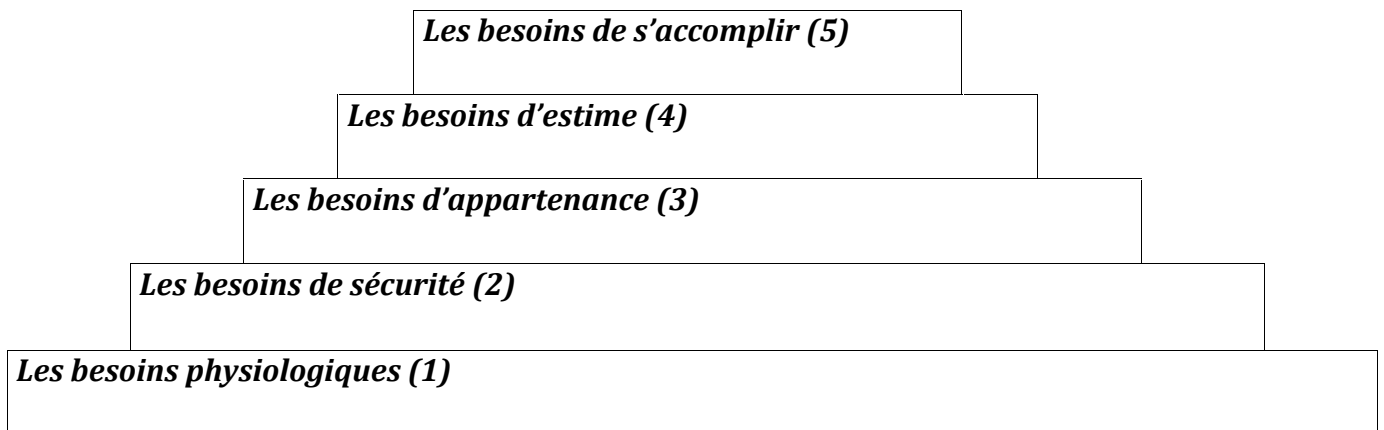 Les besoins de s’accomplir (5)
Les besoins d’estime (4)
Les besoins d’appartenance (3)
Les besoins de sécurité (2)
Les besoins physiologiques (1)